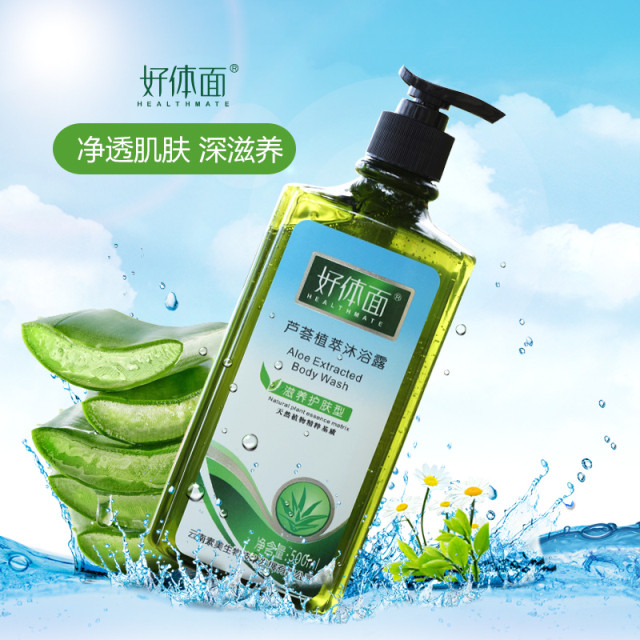 好体面®
HEALTHMATE
净透肌肤 深滋养
好体面®
HEALTHMATE
芦荟植萃沐浴露
Aloe Extracted
Body Wash
滋养护肤型
Natural plant essence matrix
天然植物精粹基液
净含量:500ml